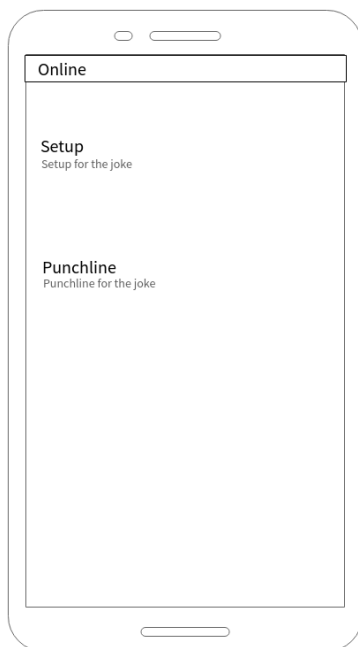 Online
Setup
Setup for the joke
Punchline
Punchline for the joke